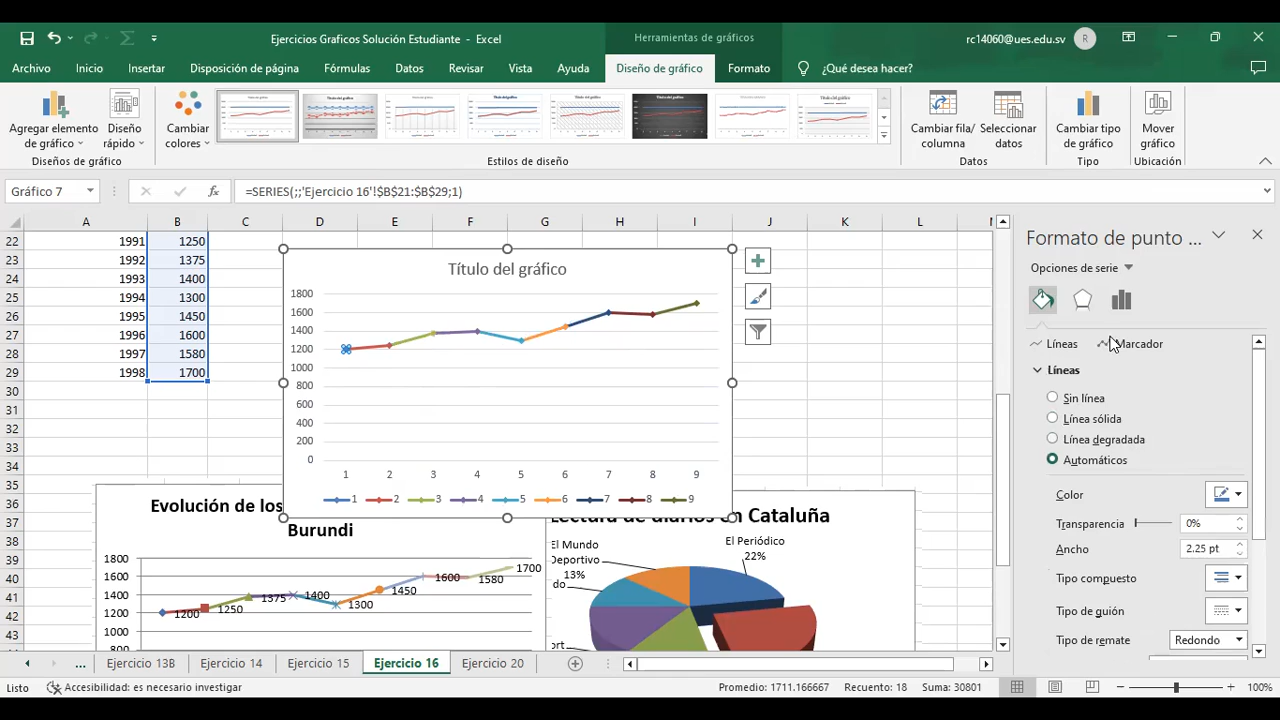 Ejercicios Graficos Solución Estudiante - Excel
Herramientas de gráficos
rc14060@ues.edu.sv
R
Archivo Inicio Insertar Disposición de página Fórmulas Datos Revisar Vista Ayuda Diseño de gráfico Formato ¿Qué desea hacer?
Agregar elemento de gráfico
Diseño rápido
Cambiar colores
Cambiar fila/ columna
Seleccionar datos
Cambiar tipo de gráfico
Mover gráfico
Diseños de gráfico
Estilos de diseño
Datos
Tipo
Ubicación
Gráfico 7
fx
=SERIES(;;'Ejercicio 16'!$B$21:$B$29;1)
A B C D E F G H I J K L
22 1991 1250
23 1992 1375
24 1993 1400
25 1994 1300
26 1995 1450
27 1996 1600
28 1997 1580
29 1998 1700
30
31
32
33
34
35
36
37
38
39
40
41
42
43
Título del gráfico
1800
1600
1400
1200
1000
800
600
400
200
0
1 2 3 4 5 6 7 8 9
1 2 3 4 5 6 7 8 9
Evolución de los
Burundi
1800
1600
1400
1200
1000
800
1200 1250 1375 1400 1300 1450 1600 1580 1700
Lectura de diarios en Cataluña
El Mundo
Deportivo
13%
El Periódico
22%
do
ort
Formato de punto ...
Opciones de serie
Líneas
Marcador
Líneas
Sin línea
Línea sólida
Línea degradada
Automáticos
Color
Transparencia 0%
Ancho 2.25 pt
Tipo compuesto
Tipo de guión
Tipo de remate Redondo
... Ejercicio 13B Ejercicio 14 Ejercicio 15 Ejercicio 16 Ejercicio 20
Listo
Accesibilidad: es necesario investigar
Promedio: 1711.166667 Recuento: 18 Suma: 30801
100%